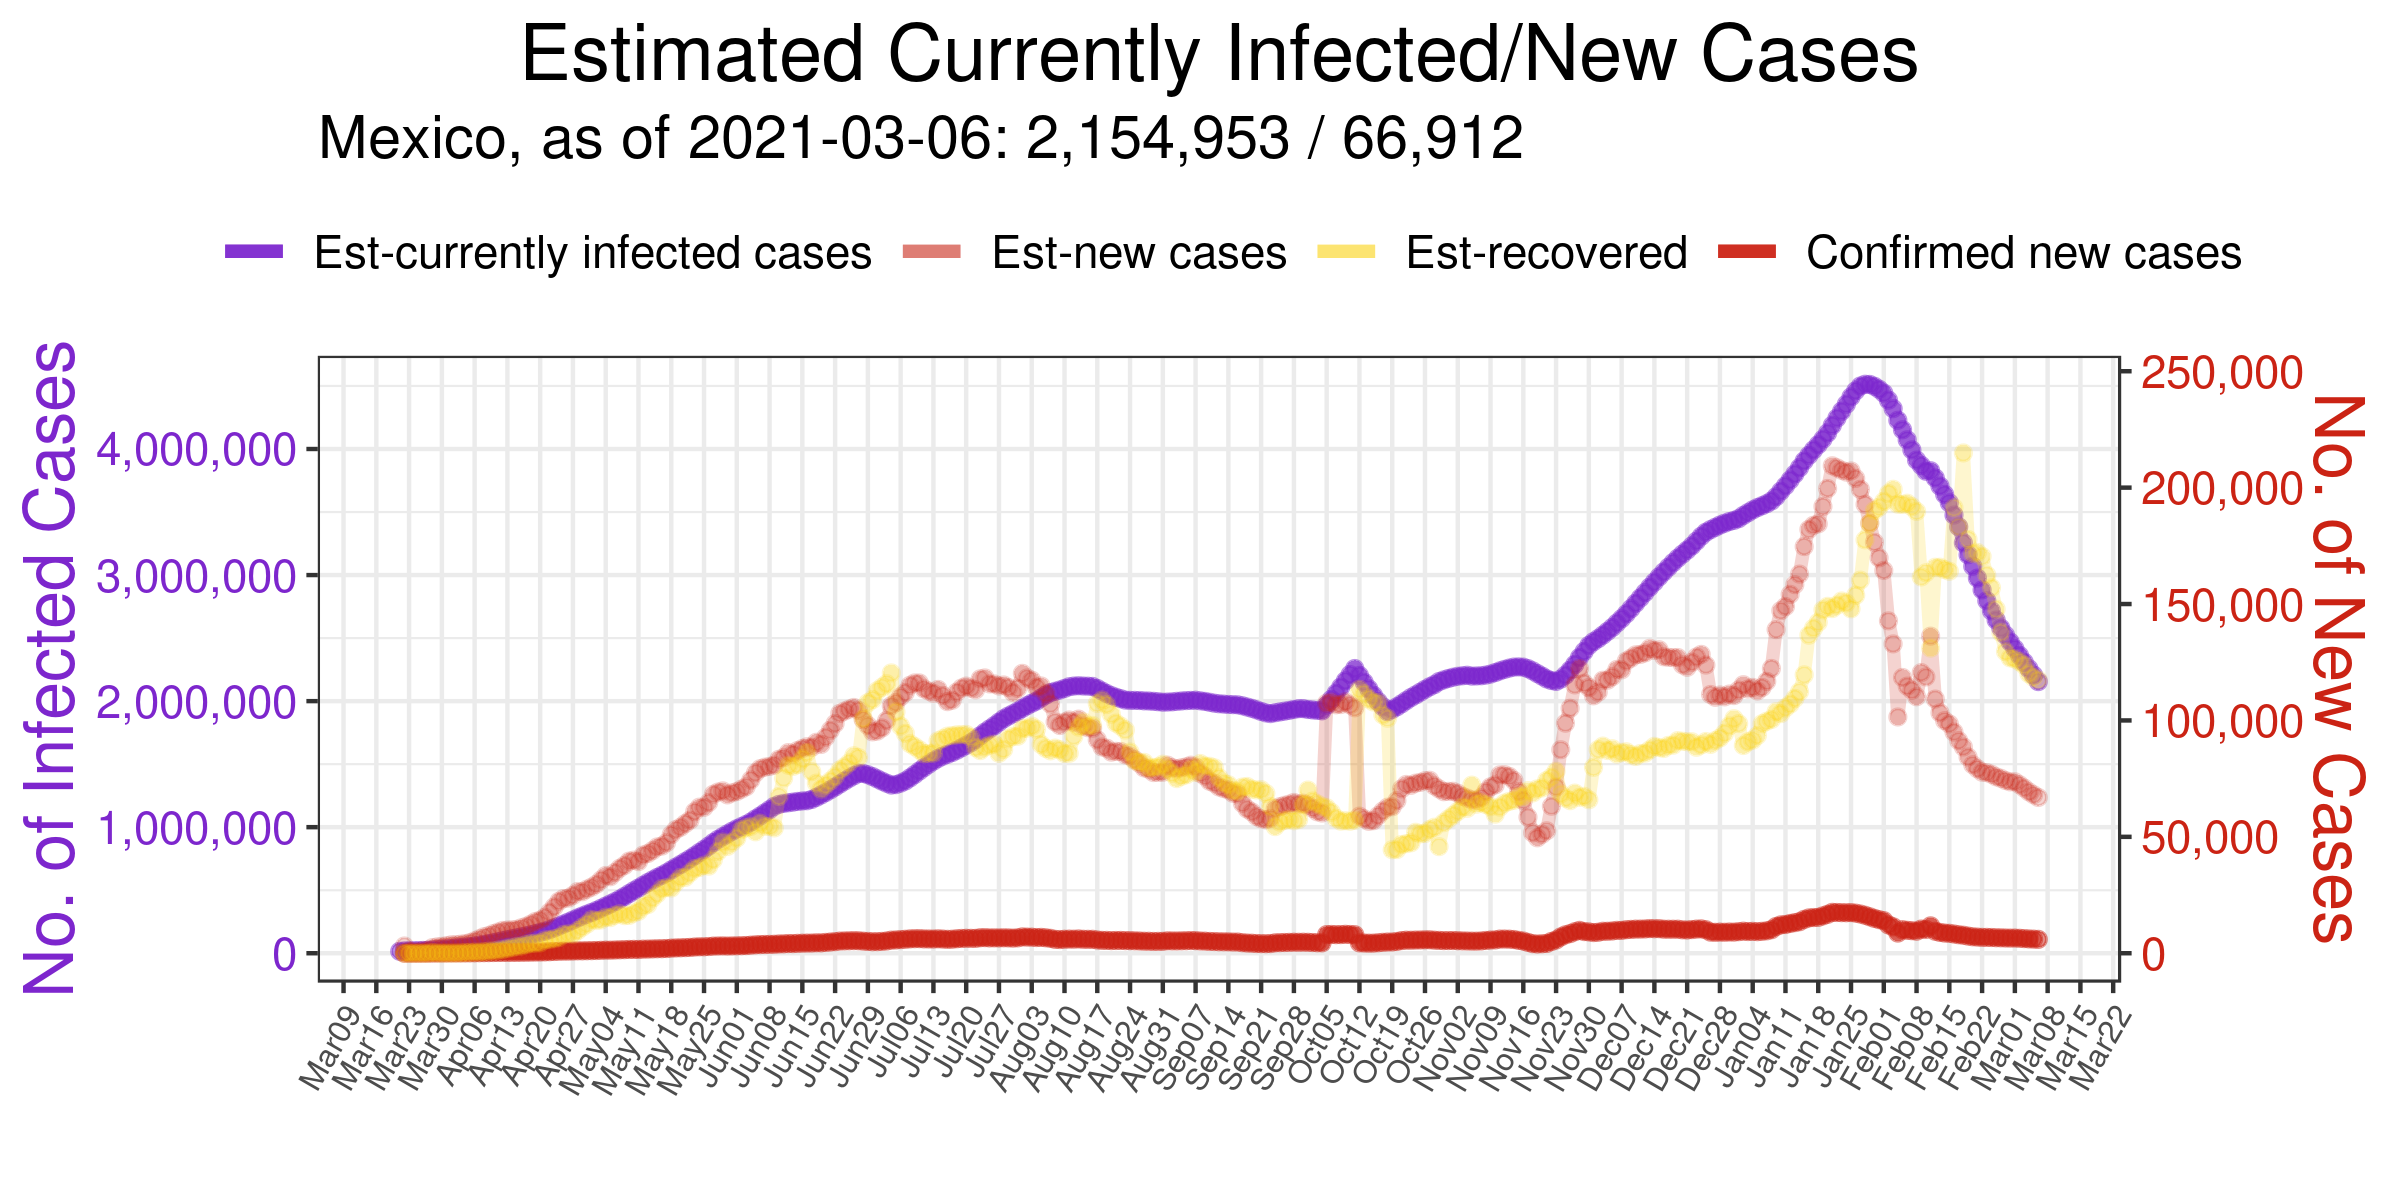 Estimated Currently Infected/New Cases
Mexico, as of 2021-03-06: 2,154,953 / 66,912
Est-currently infected cases Est-new cases Est-recovered Confirmed new cases
No. of Infected Cases
4,000,000
3,000,000
2,000,000
1,000,000
0
250,000
200,000
150,000
100,000
50,000
0
No. of New Cases
Mar09 Mar16 Mar23 Mar30 Apr06 Apr13 Apr20 Apr27 May04 May11 May18 May25 Jun01 Jun08 Jun15 Jun22 Jun29 Jul06 Jul13 Jul20 Jul27 Aug03 Aug10 Aug17 Aug24 Aug31 Sep07 Sep14 Sep21 Sep28 Oct05 Oct12 Oct19 Oct26 Nov02 Nov09 Nov16 Nov23 Nov30 Dec07 Dec14 Dec21 Dec28 Jan04 Jan11 Jan18 Jan25 Feb01 Feb08 Feb15 Feb22 Mar01 Mar08 Mar15 Mar22